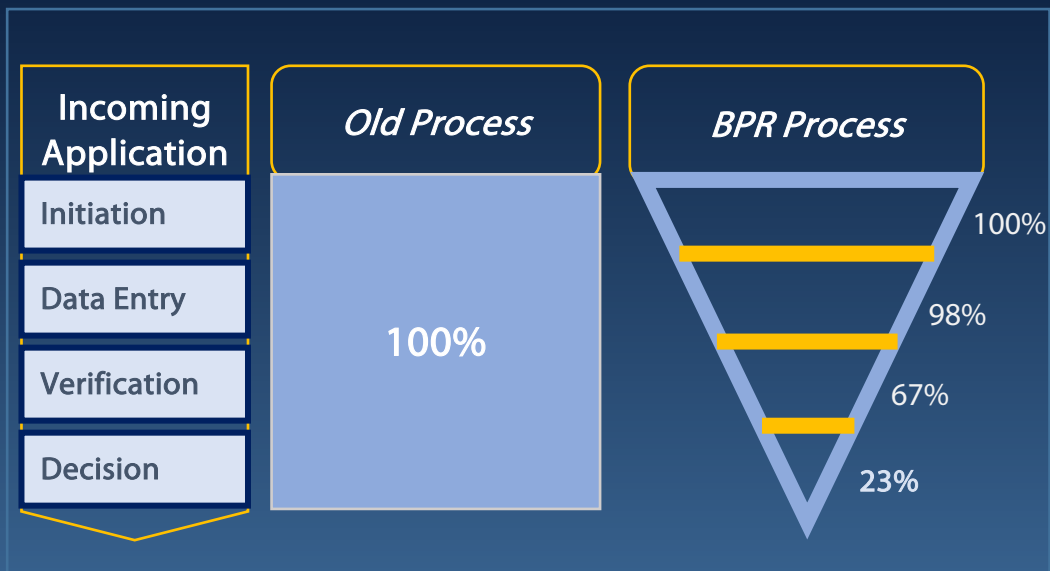 Incoming
Application
Old Process
BPR Process
Initiation
100%
Data Entry
98%
100%
Verification
67%
Decision
23%